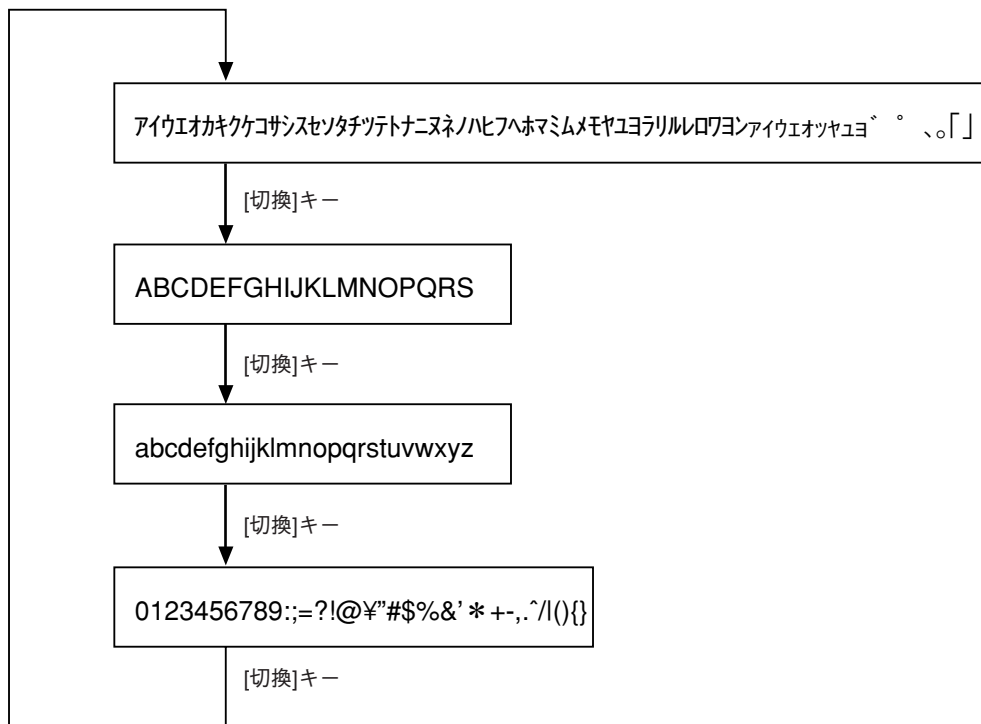 アイウエオカキクケコサシスセソタチツテトナニヌネノハヒフヘホマミムメモヤユヨラリルレロワヨンァィゥェォッャュョ゛ ゜ 、。「」
[切換]キー
ABCDEFGHIJKLMNOPQRS
[切換]キー
abcdefghijklmnopqrstuvwxyz
[切換]キー
0123456789:;=?!@¥”#$%&’＊+-,.^/l(){}
[切換]キー